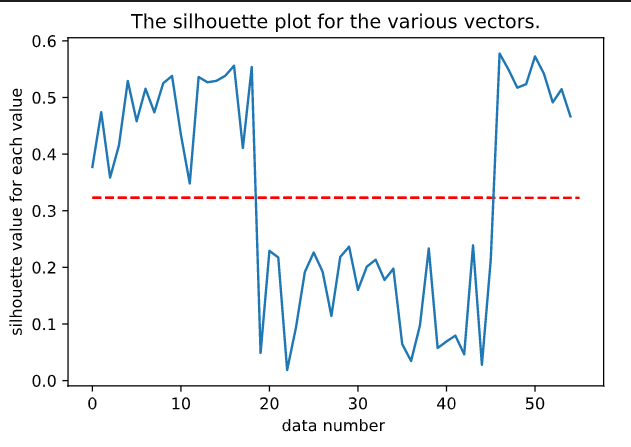 The silhouette plot for the various vectors.
silhouette value for each value
0.6
0.5
0.4
0.3
0.2
0.1
0.0
0 10 20 30 40 50
data number